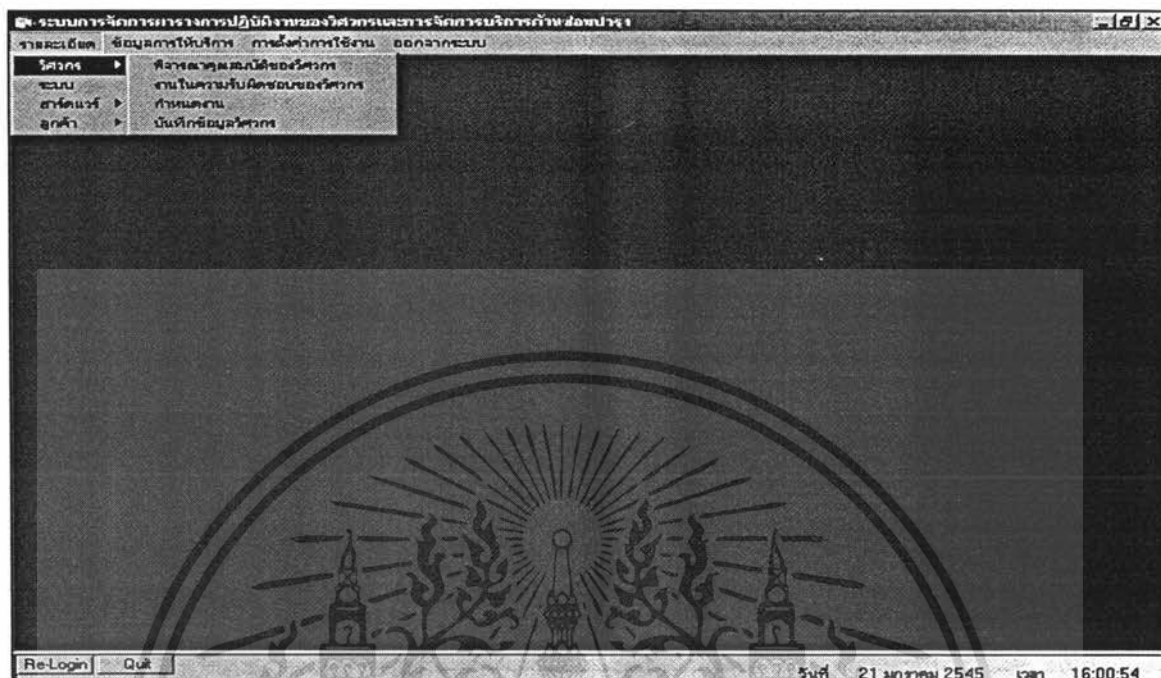 ระบบการจัดการตารางการปฏิบัติงานของวิศวกรและการจัดการบริการด้านซ่อมบำรุง
รายละเอียด ข้อมูลการให้บริการ การตั้งค่าการใช้งาน ออกจากระบบ
วิศวกร พิจารณาคุณสมบัติของวิศวกร
ระบบ งานในความรับผิดชอบของวิศวกร
ฮาร์ดแวร์ กำหนดงาน
ลูกค้า บันทึกข้อมูลวิศวกร
Re-Login Quit วันที่ 21 มกราคม 2545 เวลา 16:00:54